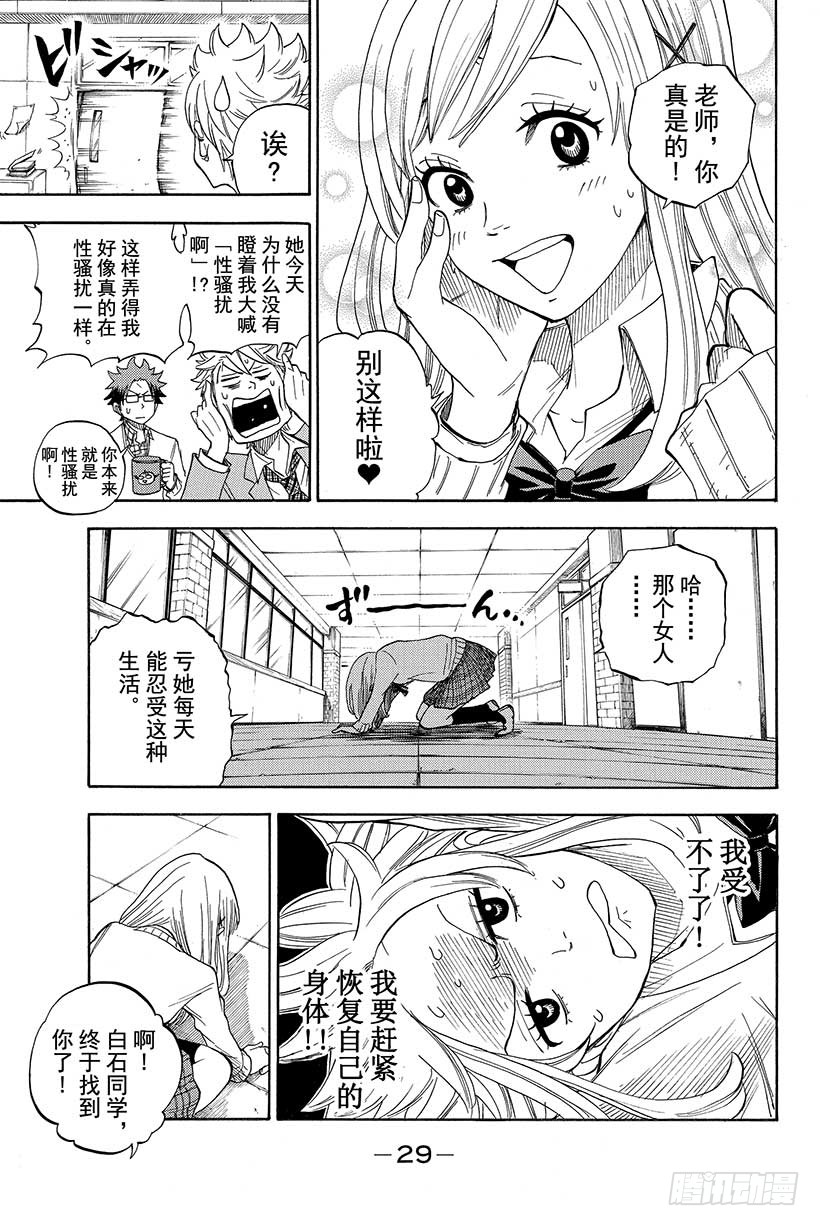 老师，你
真是的！
别这样啦
♥
ビシャッ
诶？
她今天
为什么没有
瞪着我大喊
「性骚扰
啊」!?
这样弄得我
好像真的在
性骚扰一样。
你本来
就是
性骚扰
啊！
哈……
那个女人
……
ずーーん…
亏她每天
能忍受这种
生活。
我受
不了了！
我要赶紧
恢复自己的
身体!!
啊！
白石同学，
终于找到
你了！
—29—
腾讯动漫